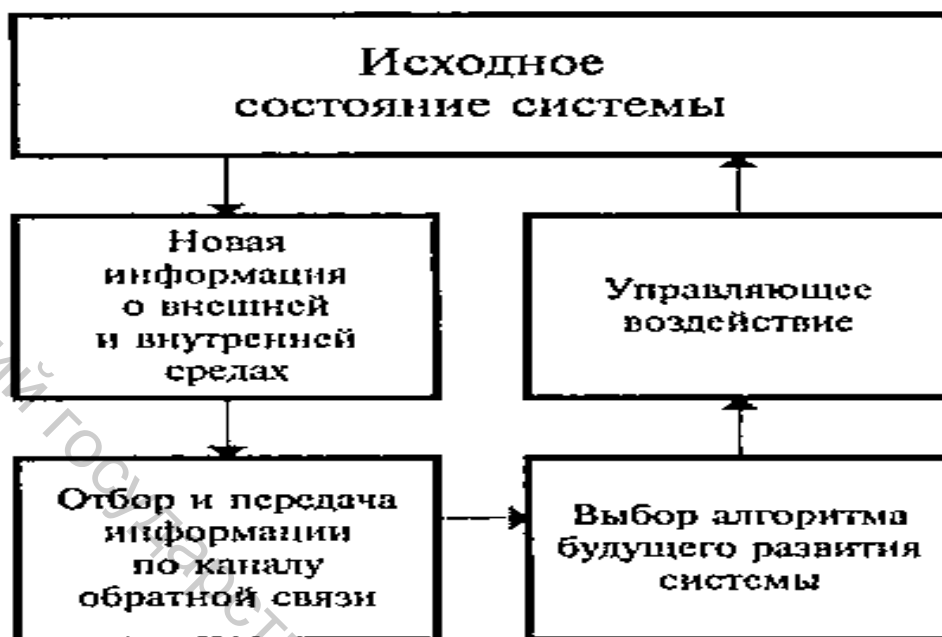 Исходное
состояние системы
Новая
информация
о внешней
и внутренней
средах
Управляющее
воздействие
Отбор и передача
информации
по каналу
обратной связи
Выбор алгоритма
будущего развития
системы